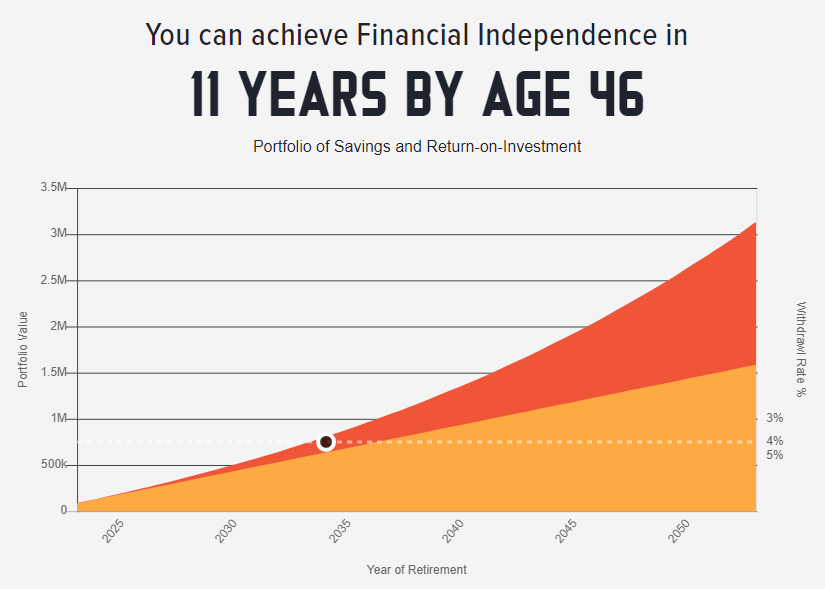 You can achieve Financial Independence in
11 YEARS BY AGE 46
Portfolio of Savings and Return-on-Investment
3.5M
3M
2.5M
2M
1.5M
1M
500k
0
Portfolio Value
Withdrawl Rate %
3%
4%
5%
2025
2030
2035
2040
2045
2050
Year of Retirement